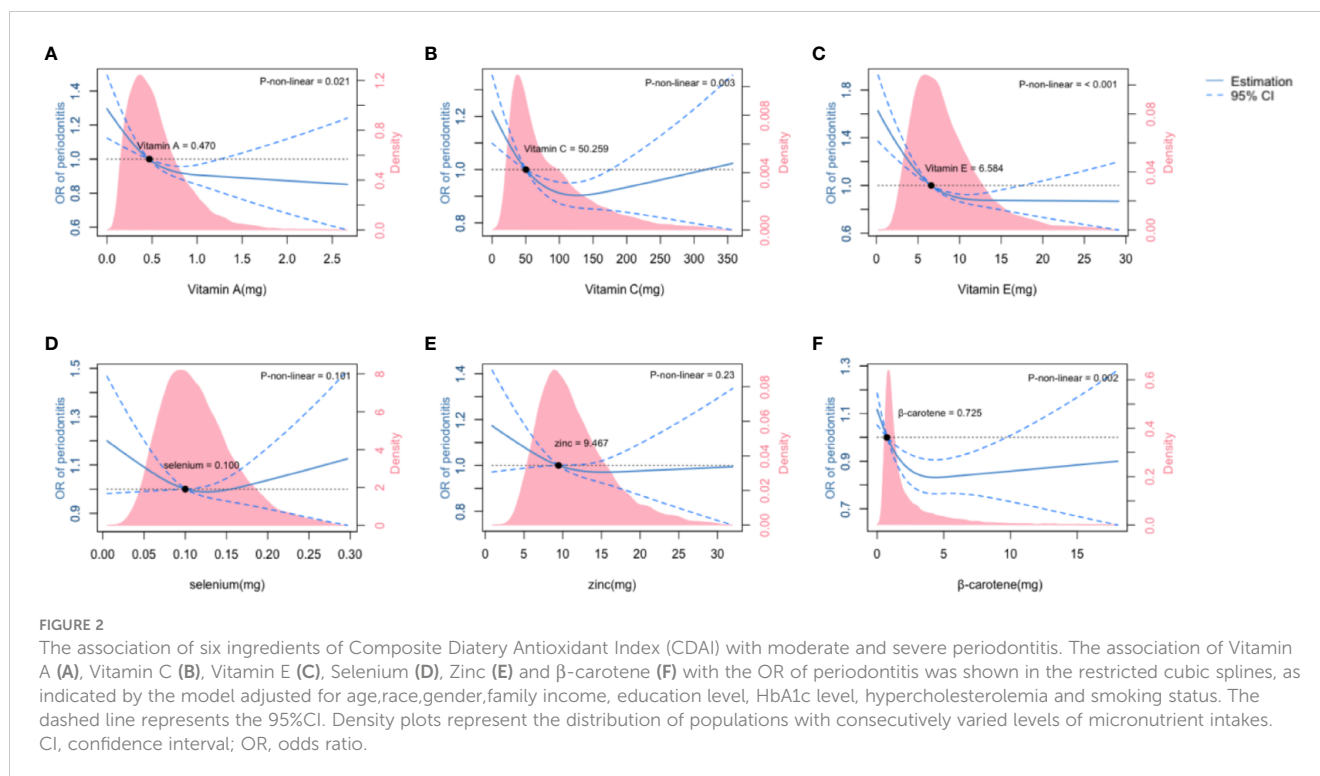 A
OR of periodontitis
0.6 0.8 1.0 1.2 1.4
P-non-linear = 0.021
Vitamin A = 0.470
0.0 0.2 0.4 0.6 0.8 1.0 1.2
Density
0.0 0.5 1.0 1.5 2.0 2.5
Vitamin A(mg)
B
OR of periodontitis
0.8 1.0 1.2
P-non-linear = 0.003
Vitamin C = 50.259
0.000 0.004 0.008
Density
0 50 100 150 200 250 300 350
Vitamin C(mg)
C
OR of periodontitis
0.6 1.0 1.4 1.8
P-non-linear = < 0.001
Vitamin E = 6.584
0.00 0.04 0.08
Density
0 5 10 15 20 25 30
Vitamin E(mg)
Estimation
95% CI
D
OR of periodontitis
0.9 1.1 1.3 1.5
P-non-linear = 0.101
selenium = 0.100
0 2 4 6 8
Density
0.00 0.05 0.10 0.15 0.20 0.25 0.30
selenium(mg)
E
OR of periodontitis
0.8 1.0 1.2 1.4
P-non-linear = 0.23
zinc = 9.467
0.00 0.02 0.04 0.06 0.08
Density
0 5 10 15 20 25 30
zinc(mg)
F
OR of periodontitis
0.7 0.9 1.1 1.3
P-non-linear = 0.002
β-carotene = 0.725
0.0 0.2 0.4 0.6
Density
0 5 10 15
β-carotene(mg)
FIGURE 2
The association of six ingredients of Composite Diatery Antioxidant Index (CDAI) with moderate and severe periodontitis. The association of Vitamin
A (A), Vitamin C (B), Vitamin E (C), Selenium (D), Zinc (E) and β-carotene (F) with the OR of periodontitis was shown in the restricted cubic splines, as
indicated by the model adjusted for age,race,gender,family income, education level, HbA1c level, hypercholesterolemia and smoking status. The
dashed line represents the 95%CI. Density plots represent the distribution of populations with consecutively varied levels of micronutrient intakes.
CI, confidence interval; OR, odds ratio.